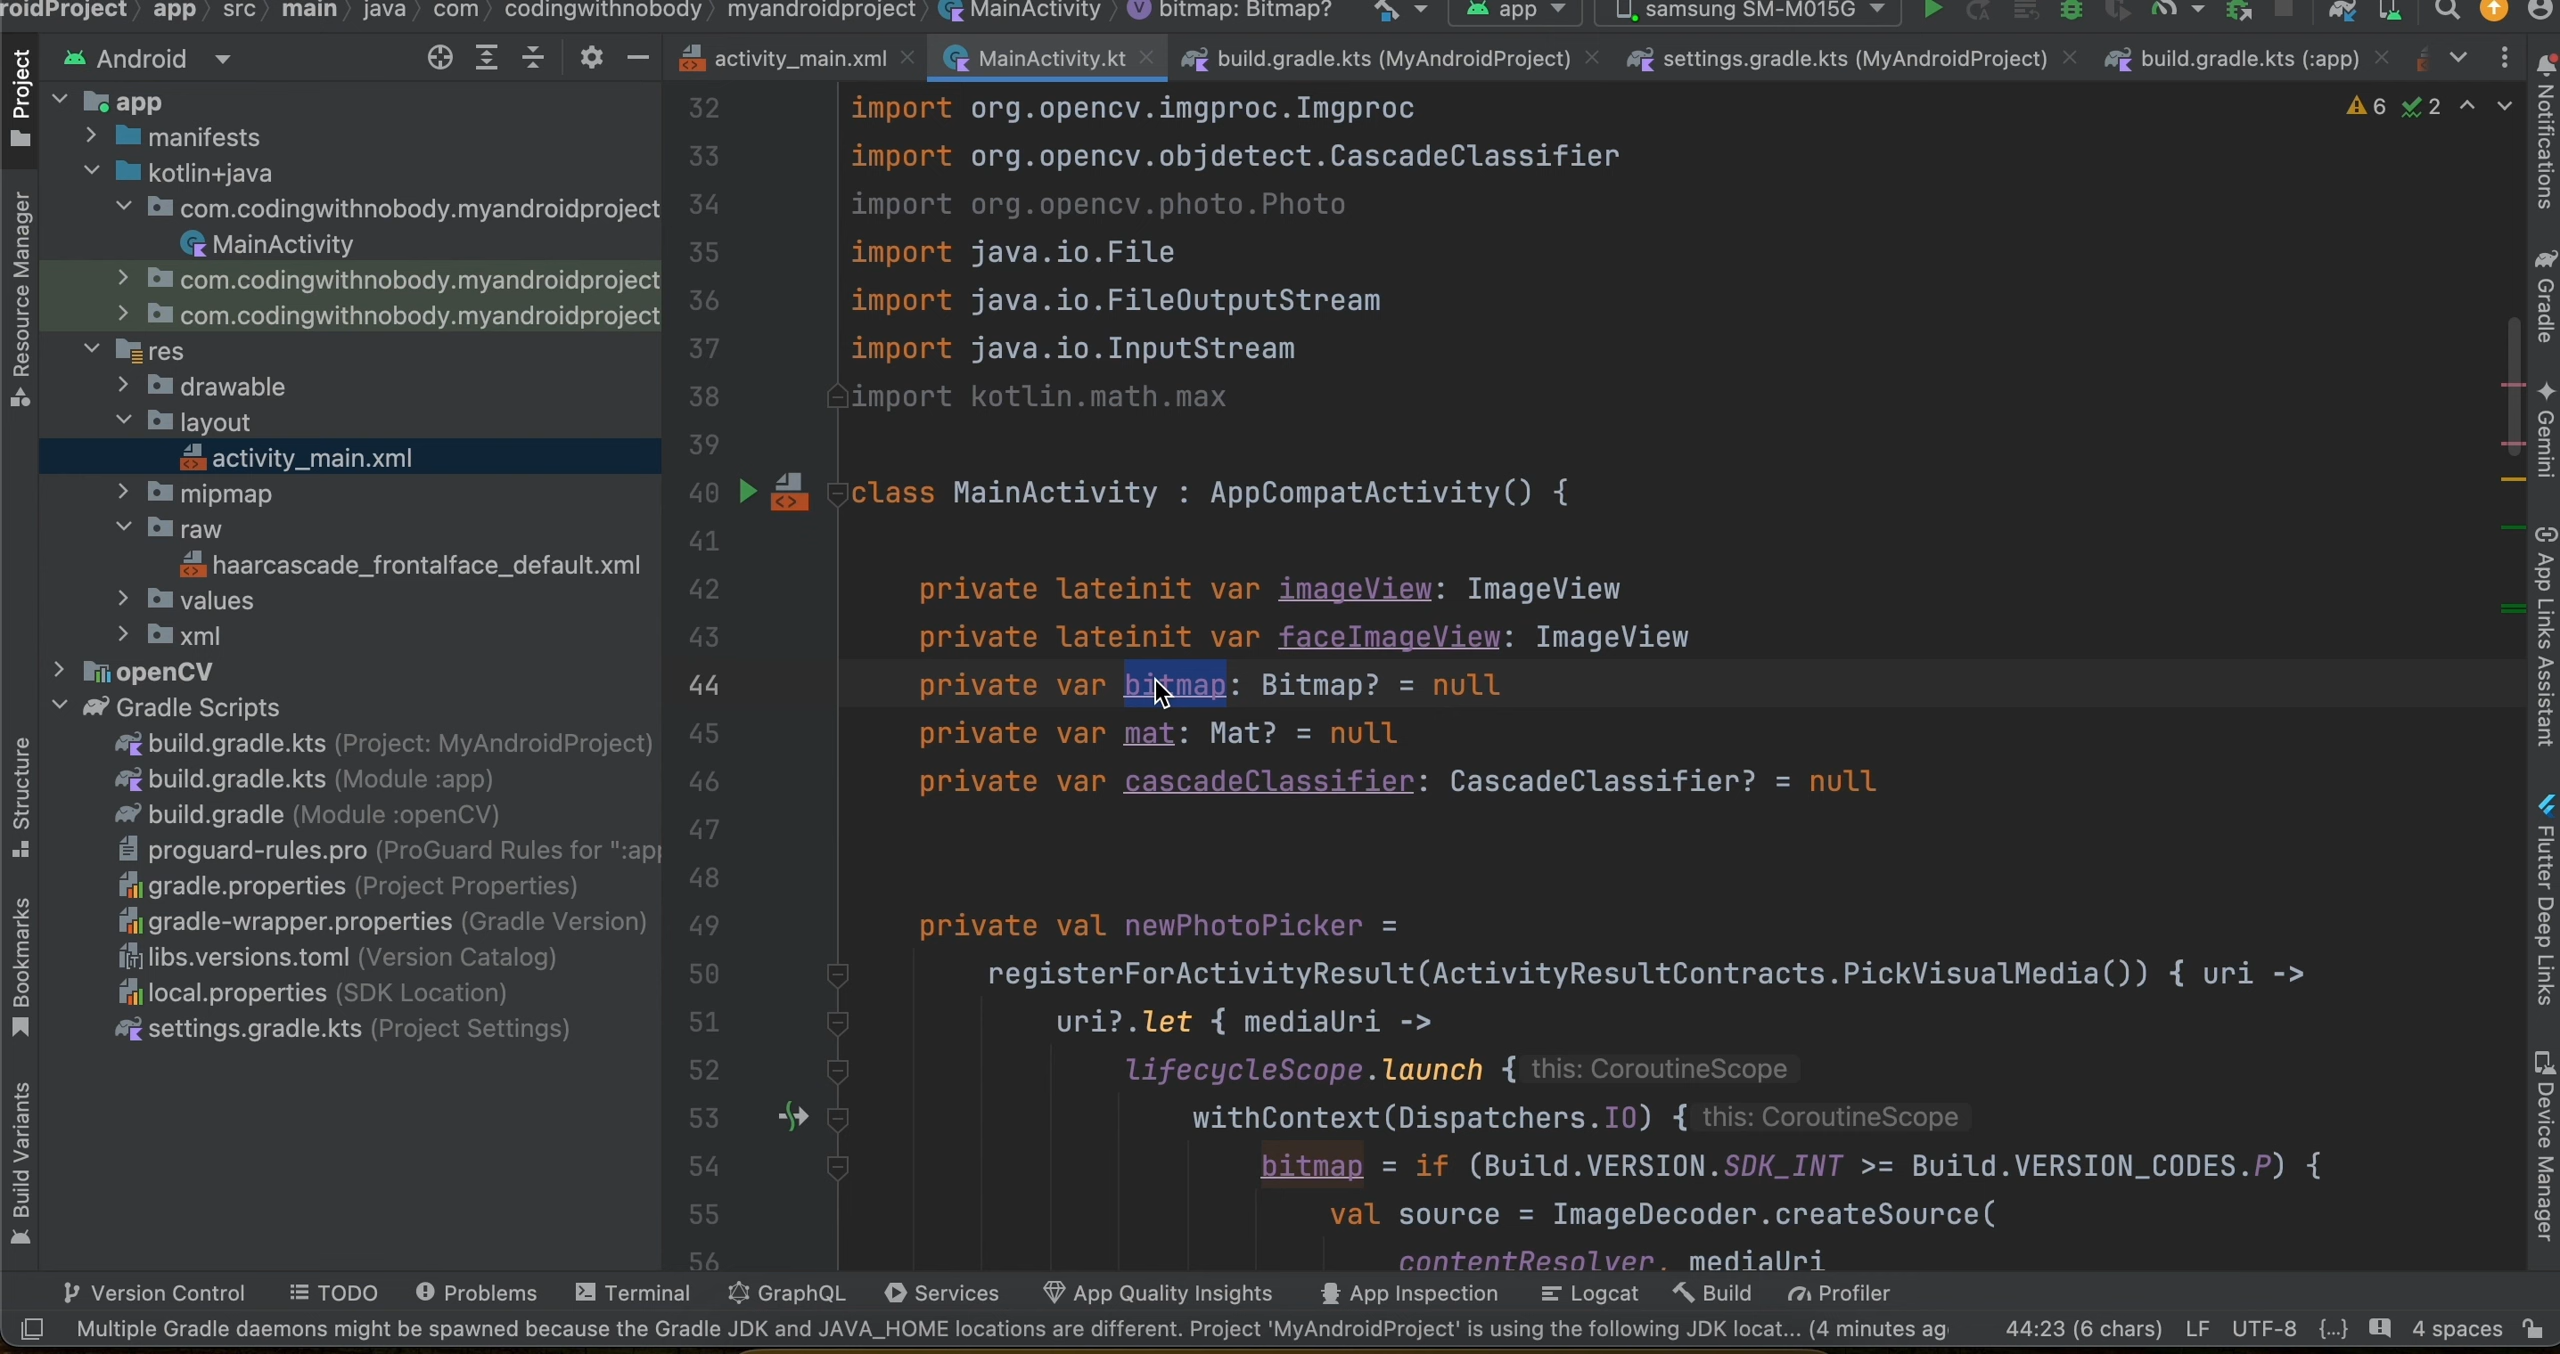 roidProject app src main java com codingwithnobody myandroidproject MainActivity bitmap: Bitmap? app samsung SM-M015G
Android
activity_main.xml MainActivity.kt build.gradle.kts (MyAndroidProject) settings.gradle.kts (MyAndroidProject) build.gradle.kts (:app)
Project
Resource Manager
Structure
Bookmarks
Build Variants
app
manifests
kotlin+java
com.codingwithnobody.myandroidproject
MainActivity
com.codingwithnobody.myandroidproject
com.codingwithnobody.myandroidproject
res
drawable
layout
activity_main.xml
mipmap
raw
haarcascade_frontalface_default.xml
values
xml
openCV
Gradle Scripts
build.gradle.kts (Project: MyAndroidProject)
build.gradle.kts (Module :app)
build.gradle (Module :openCV)
proguard-rules.pro (ProGuard Rules for ":app
gradle.properties (Project Properties)
gradle-wrapper.properties (Gradle Version)
libs.versions.toml (Version Catalog)
local.properties (SDK Location)
settings.gradle.kts (Project Settings)
6 2
32 import org.opencv.imgproc.Imgproc
33 import org.opencv.objdetect.CascadeClassifier
34 import org.opencv.photo.Photo
35 import java.io.File
36 import java.io.FileOutputStream
37 import java.io.InputStream
38 import kotlin.math.max
39
40 class MainActivity : AppCompatActivity() {
41
42 private lateinit var imageView: ImageView
43 private lateinit var faceImageView: ImageView
44 private var bitmap: Bitmap? = null
45 private var mat: Mat? = null
46 private var cascadeClassifier: CascadeClassifier? = null
47
48
49 private val newPhotoPicker =
50 registerForActivityResult(ActivityResultContracts.PickVisualMedia()) { uri ->
51 uri?.let { mediaUri ->
52 lifecycleScope.launch { this: CoroutineScope
53 withContext(Dispatchers.IO) { this: CoroutineScope
54 bitmap = if (Build.VERSION.SDK_INT >= Build.VERSION_CODES.P) {
55 val source = ImageDecoder.createSource(
56 contentResolver, mediaUri
Notifications
Gradle
Gemini
App Links Assistant
Flutter Deep Links
Device Manager
Version Control TODO Problems Terminal GraphQL Services App Quality Insights App Inspection Logcat Build Profiler
Multiple Gradle daemons might be spawned because the Gradle JDK and JAVA_HOME locations are different. Project 'MyAndroidProject' is using the following JDK locat... (4 minutes ag 44:23 (6 chars) LF UTF-8 {...} 4 spaces